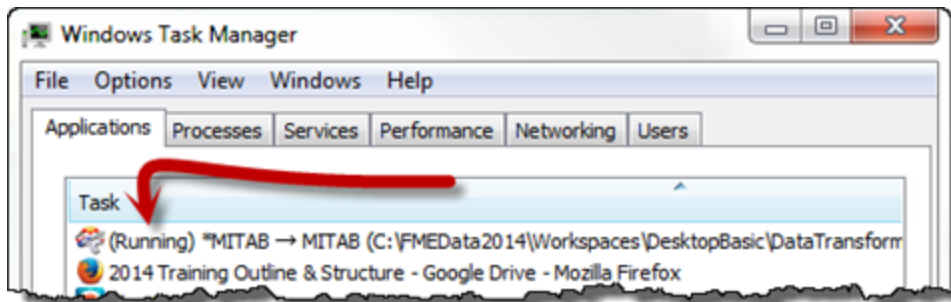 Windows Task Manager
File Options View Windows Help
Applications Processes Services Performance Networking Users
Task
(Running) *MITAB → MITAB (C:\FMEData2014\Workspaces\DesktopBasic\DataTransform
2014 Training Outline & Structure - Google Drive - Mozilla Firefox